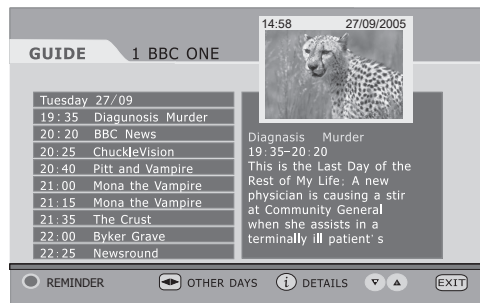 14:58 27/09/2005
GUIDE 1 BBC ONE
Tuesday 27/09
19:35 Diagunosis Murder
20:20 BBC News
20:25 ChuckleVision
20:40 Pitt and Vampire
21:00 Mona the Vampire
21:15 Mona the Vampire
21:35 The Crust
22:00 Byker Grave
22:25 Newsround
Diagnasis Murder
19:35-20:20
This is the Last Day of the
Rest of My Life: A new
physician is causing a stir
at Community General
when she assists in a
terminally ill patient's
REMINDER OTHER DAYS i DETAILS EXIT